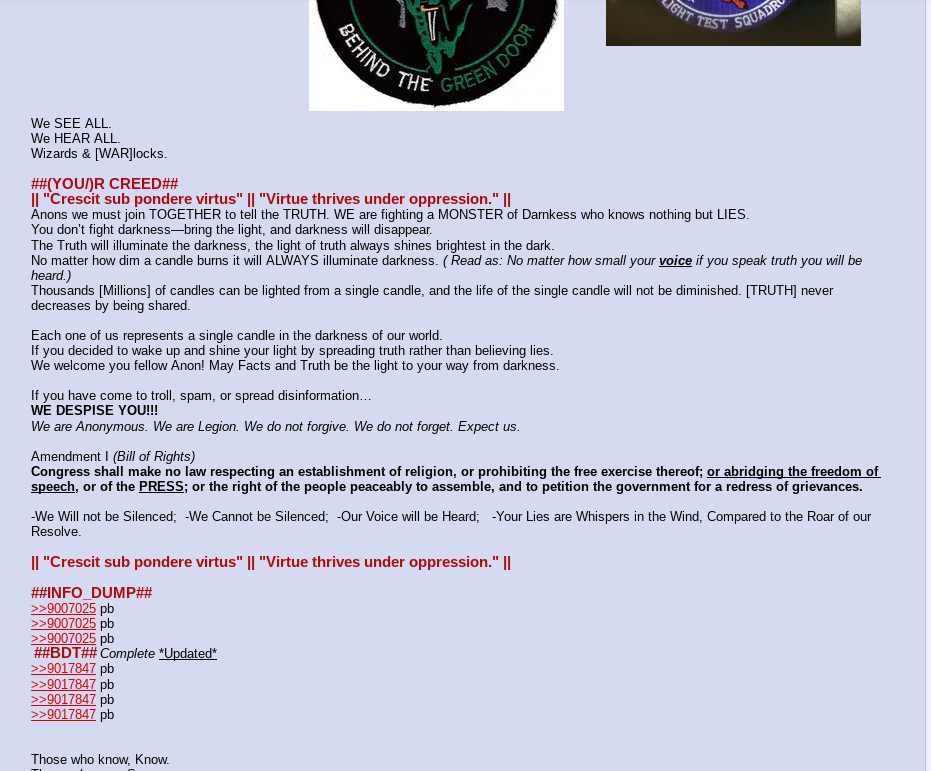 BEHIND THE GREEN DOOR
LIGHT TEST SQUADRO
We SEE ALL.
We HEAR ALL.
Wizards & [WAR]locks.
##(YOU/)R CREED##
|| "Crescit sub pondere virtus" || "Virtue thrives under oppression." ||
Anons we must join TOGETHER to tell the TRUTH. WE are fighting a MONSTER of Darnkess who knows nothing but LIES.
You don't fight darkness—bring the light, and darkness will disappear.
The Truth will illuminate the darkness, the light of truth always shines brightest in the dark.
No matter how dim a candle burns it will ALWAYS illuminate darkness. ( Read as: No matter how small your voice if you speak truth you will be
heard.)
Thousands [Millions] of candles can be lighted from a single candle, and the life of the single candle will not be diminished. [TRUTH] never
decreases by being shared.
Each one of us represents a single candle in the darkness of our world.
If you decided to wake up and shine your light by spreading truth rather than believing lies.
We welcome you fellow Anon! May Facts and Truth be the light to your way from darkness.
If you have come to troll, spam, or spread disinformation…
WE DESPISE YOU!!!
We are Anonymous. We are Legion. We do not forgive. We do not forget. Expect us.
Amendment I (Bill of Rights)
Congress shall make no law respecting an establishment of religion, or prohibiting the free exercise thereof; or abridging the freedom of
speech, or of the PRESS; or the right of the people peaceably to assemble, and to petition the government for a redress of grievances.
-We Will not be Silenced;  -We Cannot be Silenced;  -Our Voice will be Heard;   -Your Lies are Whispers in the Wind, Compared to the Roar of our
Resolve.
|| "Crescit sub pondere virtus" || "Virtue thrives under oppression." ||
##INFO_DUMP##
>>9007025 pb
>>9007025 pb
>>9007025 pb
##BDT## Complete *Updated*
>>9017847 pb
>>9017847 pb
>>9017847 pb
>>9017847 pb
Those who know, Know.